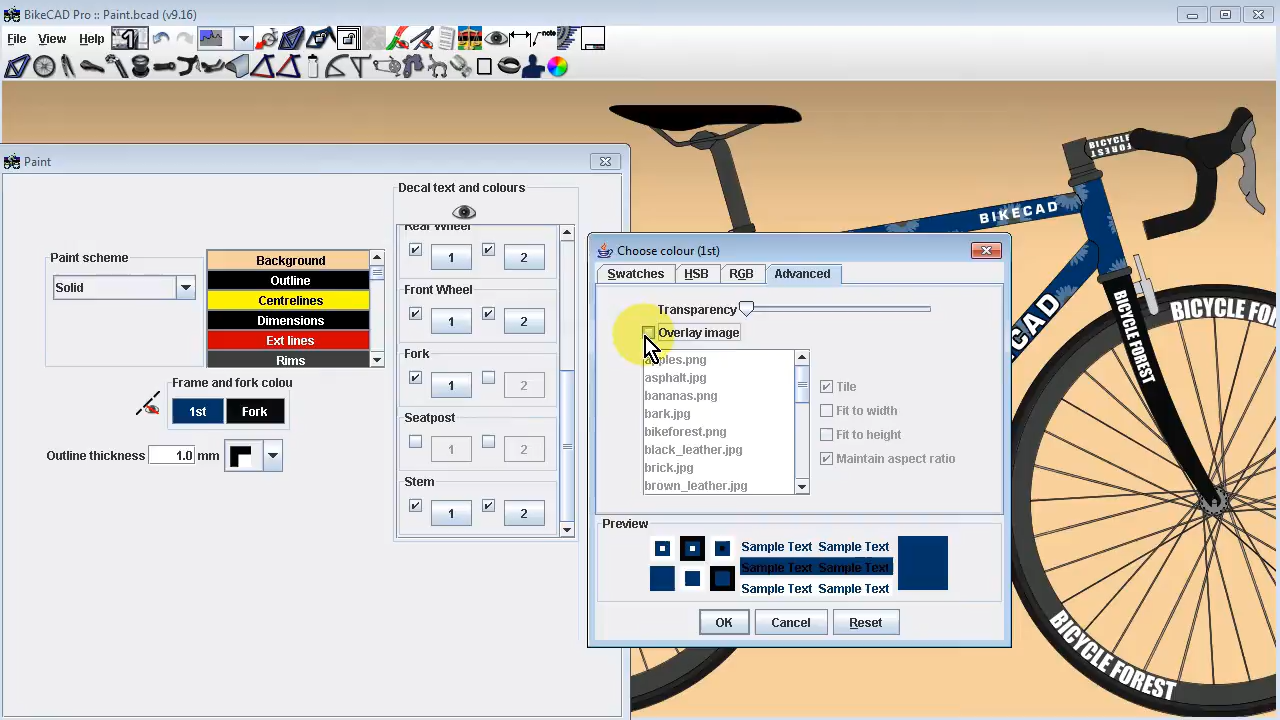 BikeCAD Pro :: Paint.bcad (v9.16)
File View Help
Paint
Decal text and colours
Rear Wheel
1 2
Front Wheel
1 2
Fork
1 2
Seatpost
1 2
Stem
1 2
Paint scheme
Solid
Background
Outline
Centrelines
Dimensions
Ext lines
Rims
Frame and fork colou
1st Fork
Outline thickness 1.0 mm
Choose colour (1st)
Swatches HSB RGB Advanced
Transparency
Overlay image
apples.png
asphalt.jpg
bananas.png
bark.jpg
bikeforest.png
black_leather.jpg
brick.jpg
brown_leather.jpg
Tile
Fit to width
Fit to height
Maintain aspect ratio
Preview
Sample Text Sample Text
Sample Text Sample Text
Sample Text Sample Text
OK Cancel Reset
BICYCLE
FOREST
BIKECAD
CAD
BICYCLE FOREST
BICYCLE FOREST
BICYCLE FOREST